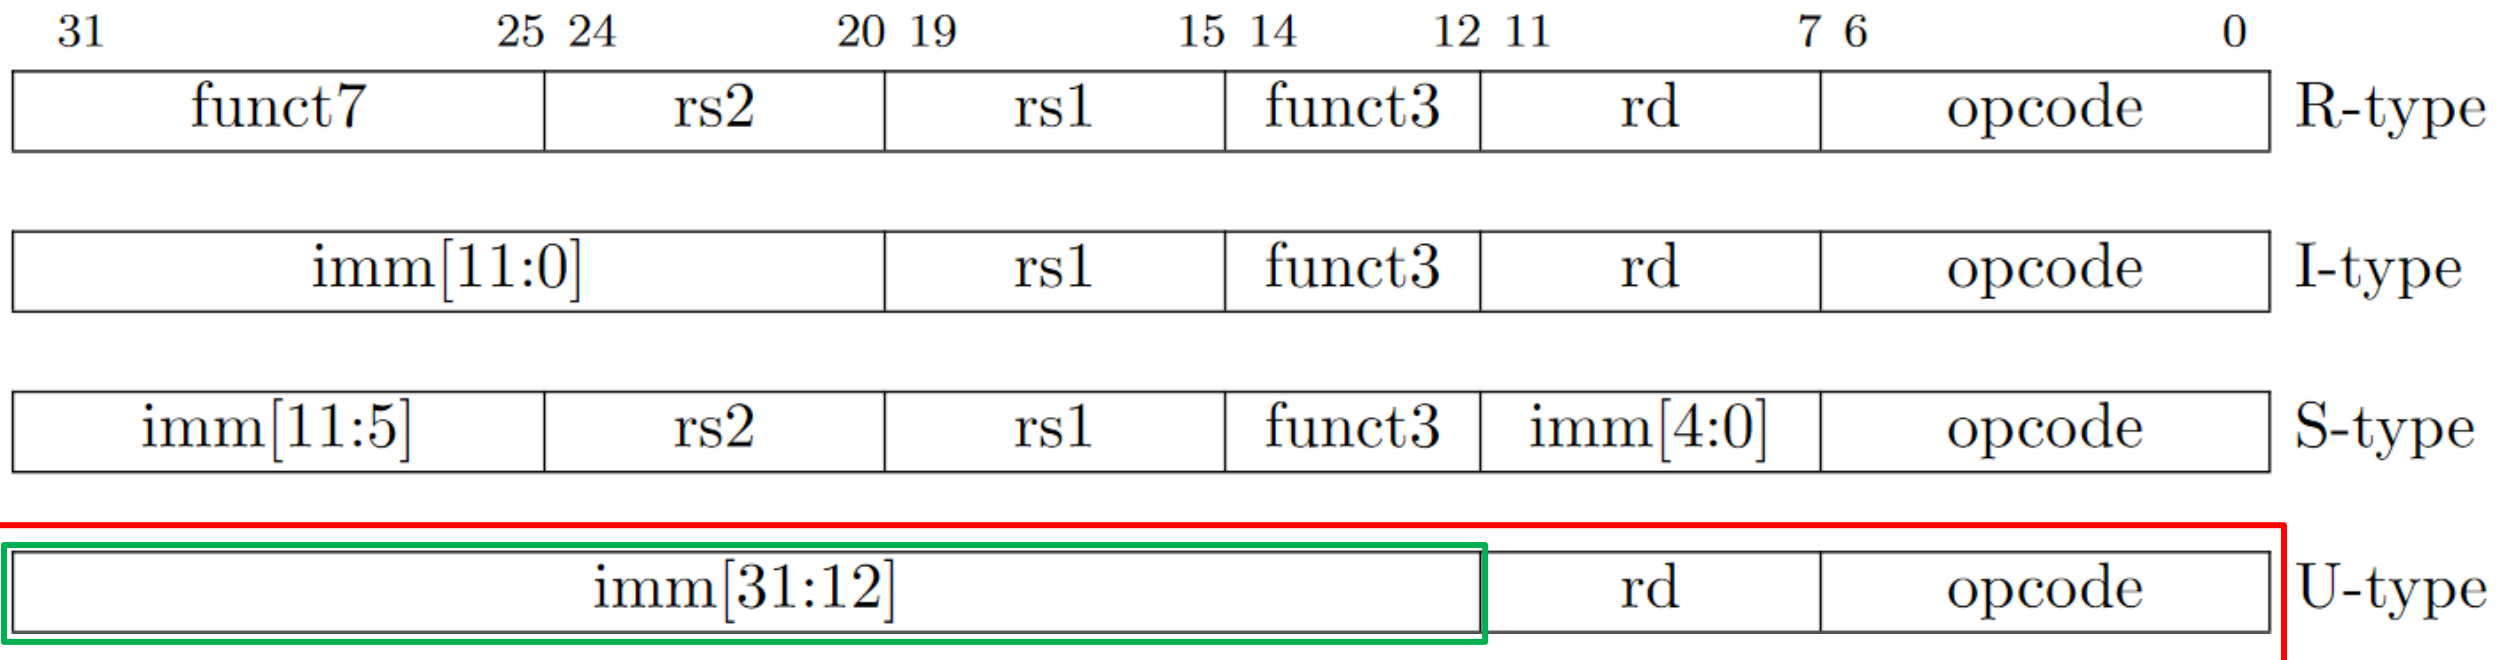 31 25 24 20 19 15 14 12 11 7 6 0
funct7 rs2 rs1 funct3 rd opcode R-type
imm[11:0] rs1 funct3 rd opcode I-type
imm[11:5] rs2 rs1 funct3 imm[4:0] opcode S-type
imm[31:12] rd opcode U-type